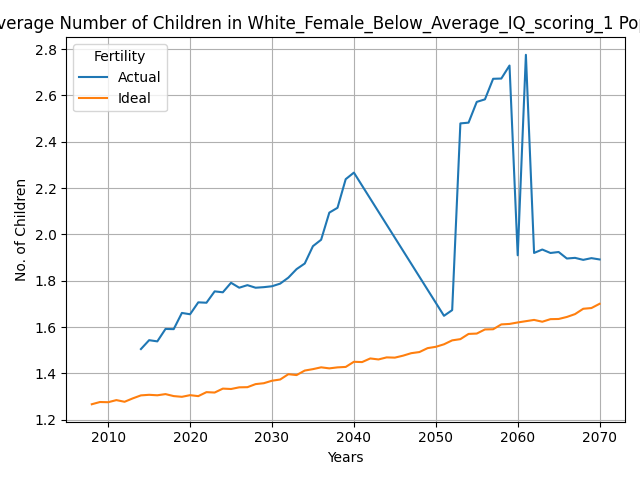 verage Number of Children in White_Female_Below_Average_IQ_scoring_1 Po
Fertility
Actual
Ideal
2.8
2.6
2.4
2.2
2.0
1.8
1.6
1.4
1.2
No. of Children
2010 2020 2030 2040 2050 2060 2070
Years